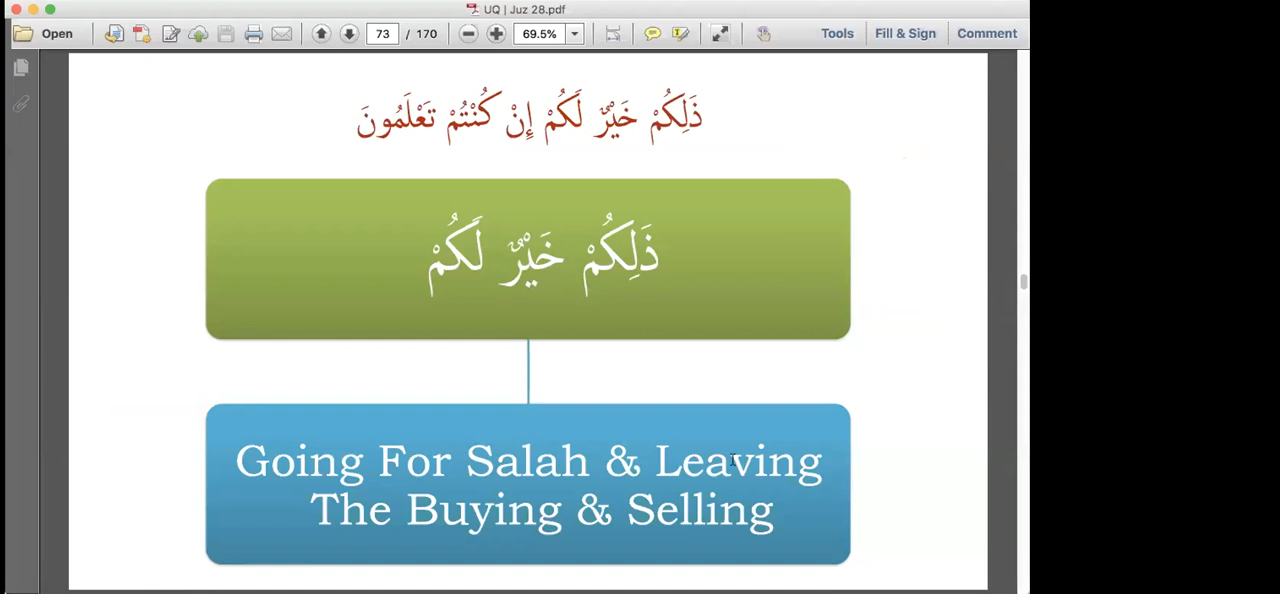 UQ | Juz 28.pdf
Open 73 / 170 69.5% Tools Fill & Sign Comment
ذَلِكُمْ خَيْرٌ لَكُمْ إِنْ كُنْتُمْ تَعْلَمُونَ
ذَلِكُمْ خَيْرٌ لَكُمْ
Going For Salah & Leaving
The Buying & Selling